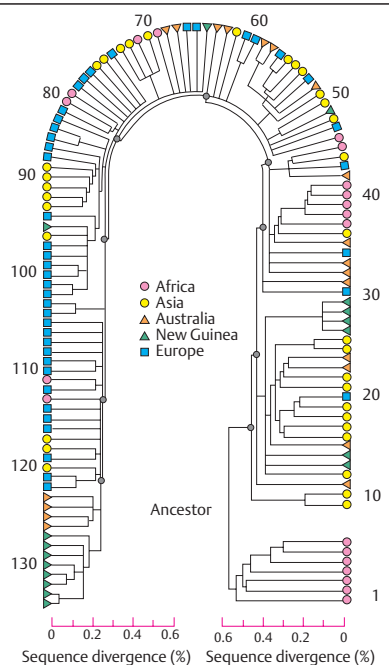 70
60
80
50
90
40
100
Africa
Asia
Australia
New Guinea
Europe
30
110
20
120
Ancestor
10
130
1
0 0.2 0.4 0.6
0.6 0.4 0.2 0
Sequence divergence (%)
Sequence divergence (%)